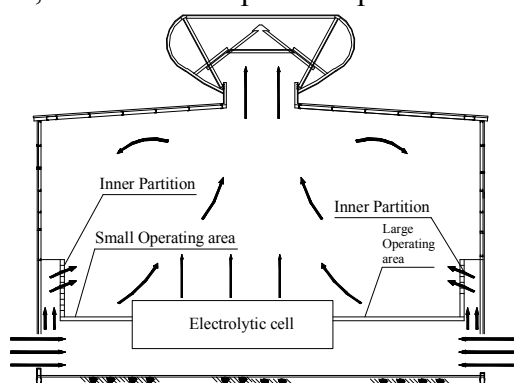 Inner Partition
Inner Partition
Small Operating area
Large
Operating
area
Electrolytic cell